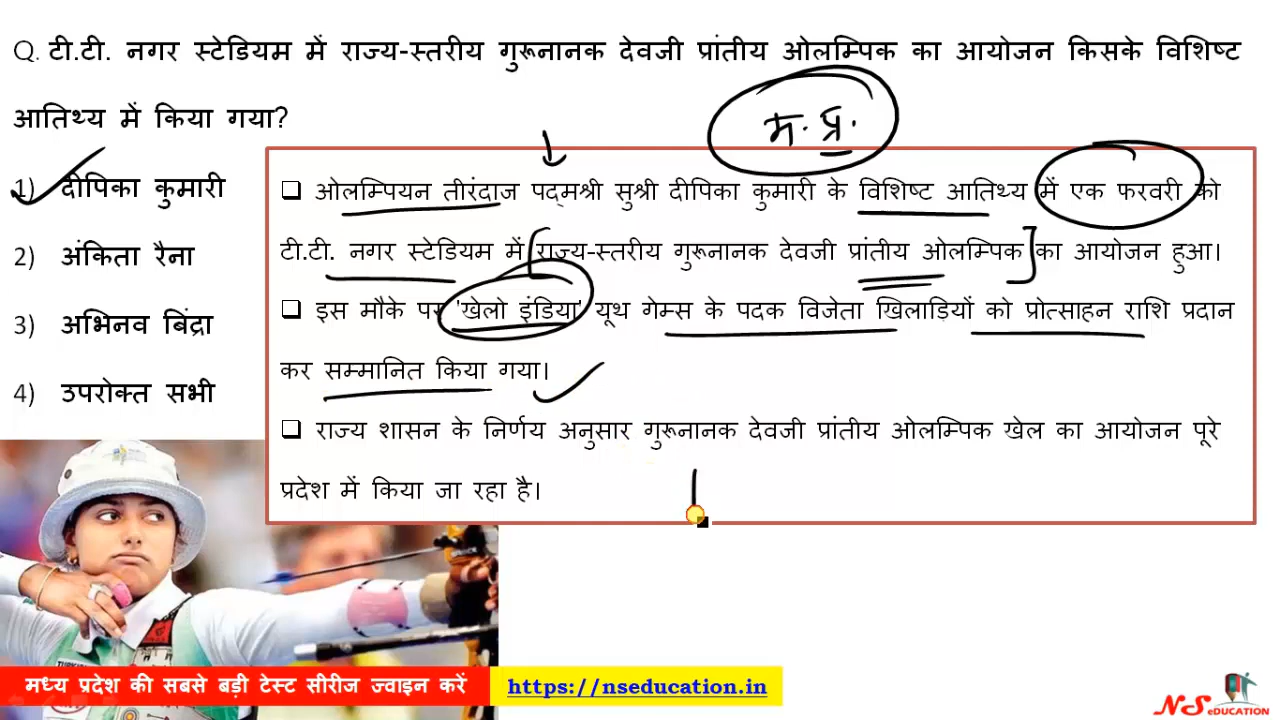 Q. टी.टी. नगर स्टेडियम में राज्य-स्तरीय गुरूनानक देवजी प्रांतीय ओलम्पिक का आयोजन किसके विशिष्ट
आतिथ्य में किया गया?
म. प्र.
1) दीपिका कुमारी
2) अंकिता रैना
3) अभिनव बिंद्रा
4) उपरोक्त सभी
❑ ओलम्पियन तीरंदाज पद्मश्री सुश्री दीपिका कुमारी के विशिष्ट आतिथ्य में एक फरवरी को
टी.टी. नगर स्टेडियम में राज्य-स्तरीय गुरूनानक देवजी प्रांतीय ओलम्पिक का आयोजन हुआ।
❑ इस मौके पर 'खेलो इंडिया' यूथ गेम्स के पदक विजेता खिलाड़ियों को प्रोत्साहन राशि प्रदान
कर सम्मानित किया गया।
❑ राज्य शासन के निर्णय अनुसार गुरूनानक देवजी प्रांतीय ओलम्पिक खेल का आयोजन पूरे
प्रदेश में किया जा रहा है।
मध्य प्रदेश की सबसे बड़ी टेस्ट सीरीज ज्वाइन करें
https://nseducation.in
NS eDUCATION